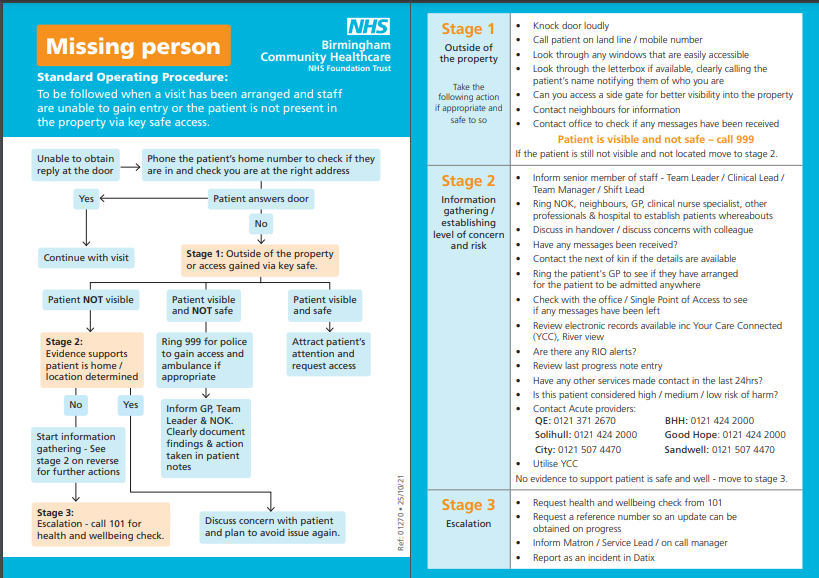 NHS
Birmingham
Community Healthcare
NHS Foundation Trust
Missing person
Standard Operating Procedure:
To be followed when a visit has been arranged and staff
are unable to gain entry or the patient is not present in
the property via key safe access.
Unable to obtain
reply at the door
Phone the patient's home number to check if they
are in and check you are at the right address
Yes
Patient answers door
No
Continue with visit
Stage 1: Outside of the property
or access gained via key safe.
Patient NOT visible
Patient visible
and NOT safe
Patient visible
and safe
Stage 2:
Evidence supports
patient is home /
location determined
Ring 999 for police
to gain access and
ambulance if
appropriate
Attract patient's
attention and
request access
No
Yes
Inform GP, Team
Leader & NOK.
Clearly document
findings & action
taken in patient
notes
Start information
gathering - See
stage 2 on reverse
for further actions
Stage 3:
Escalation - call 101 for
health and wellbeing check.
Discuss concern with patient
and plan to avoid issue again.
Ref: 01270 • 25/10/21
Stage 1
Outside of
the property
Take the
following action
if appropriate and
safe to so
• Knock door loudly
• Call patient on land line / mobile number
• Look through any windows that are easily accessible
• Look through the letterbox if available, clearly calling the
patient's name notifying them of who you are
• Can you access a side gate for better visibility into the property
• Contact neighbours for information
• Contact office to check if any messages have been received
Patient is visible and not safe – call 999
If the patient is still not visible and not located move to stage 2.
Stage 2
Information
gathering /
establishing
level of concern
and risk
• Inform senior member of staff - Team Leader / Clinical Lead /
Team Manager / Shift Lead
• Ring NOK, neighbours, GP, clinical nurse specialist, other
professionals & hospital to establish patients whereabouts
• Discuss in handover / discuss concerns with colleague
• Have any messages been received?
• Contact the next of kin if the details are available
• Ring the patient's GP to see if they have arranged
for the patient to be admitted anywhere
• Check with the office / Single Point of Access to see
if any messages have been left
• Review electronic records available inc Your Care Connected
(YCC), River view
• Are there any RIO alerts?
• Review last progress note entry
• Have any other services made contact in the last 24hrs?
• Is this patient considered high / medium / low risk of harm?
• Contact Acute providers:
QE: 0121 371 2670 BHH: 0121 424 2000
Solihull: 0121 424 2000 Good Hope: 0121 424 2000
City: 0121 507 4470 Sandwell: 0121 507 4470
• Utilise YCC
No evidence to support patient is safe and well - move to stage 3.
Stage 3
Escalation
• Request health and wellbeing check from 101
• Request a reference number so an update can be
obtained on progress
• Inform Matron / Service Lead / on call manager
• Report as an incident in Datix